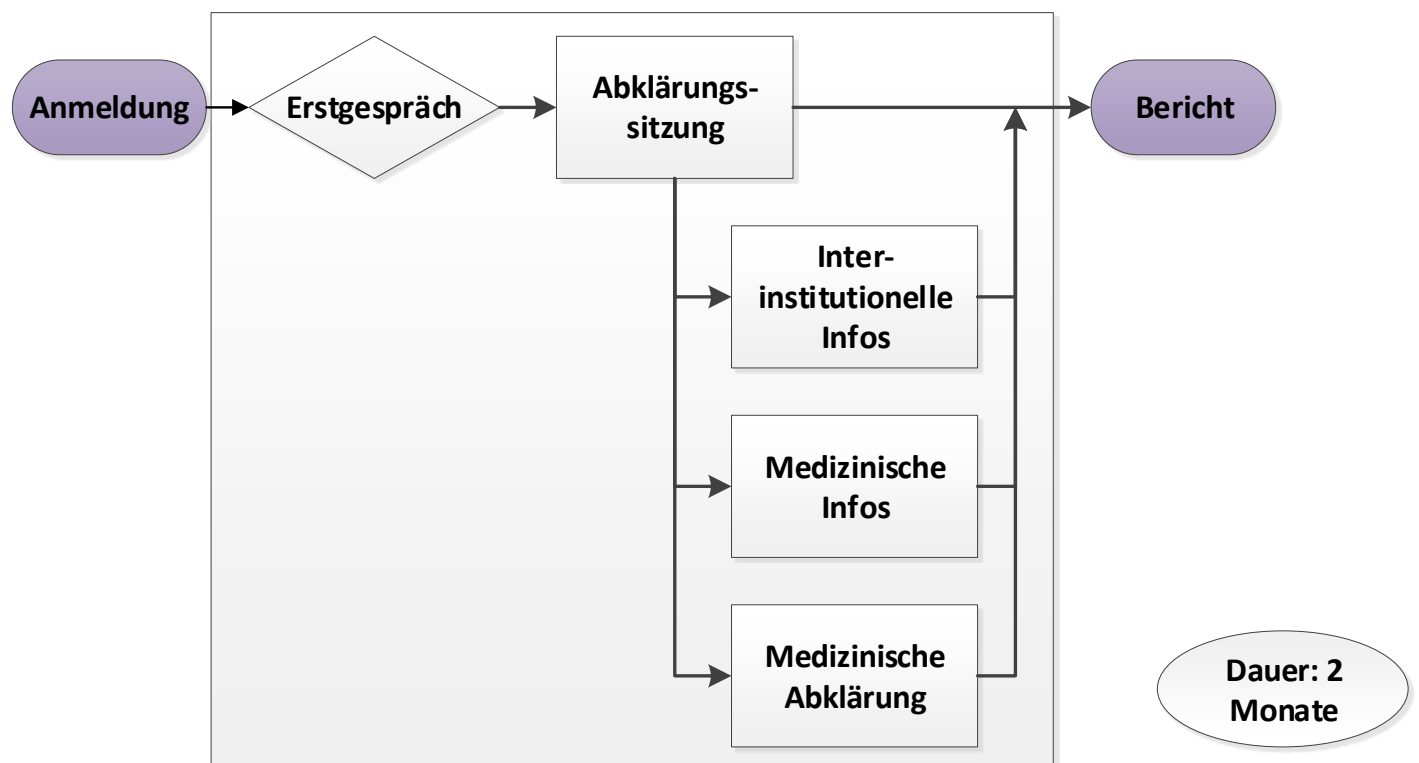 Anmeldung
Erstgespräch
Abklärungs-
sitzung
Bericht
Inter-
institutionelle
Infos
Medizinische
Infos
Medizinische
Abklärung
Dauer: 2
Monate